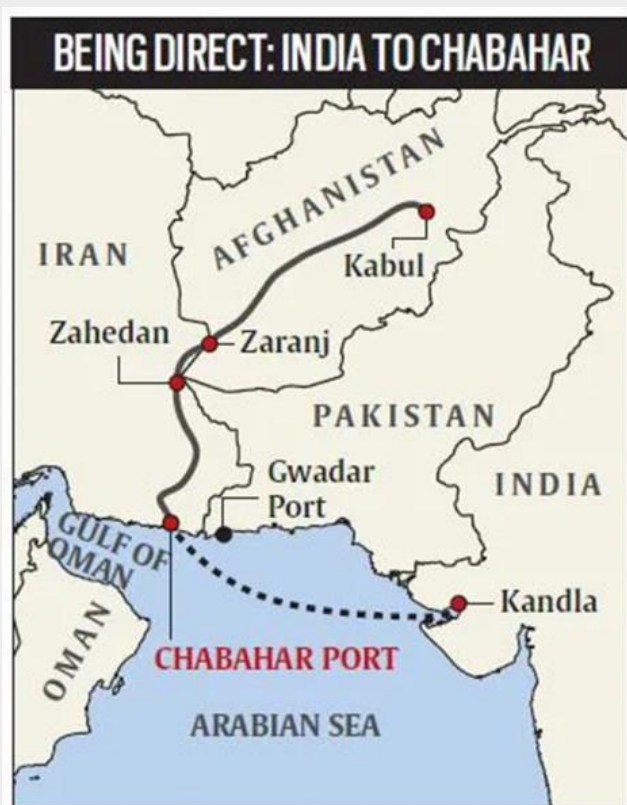 BEING DIRECT: INDIA TO CHABAHAR
AFGHANISTAN
IRAN
Kabul
Zahedan
Zaranj
PAKISTAN
Gwadar
Port
INDIA
GULF OF
OMAN
Kandla
OMAN
CHABAHAR PORT
ARABIAN SEA